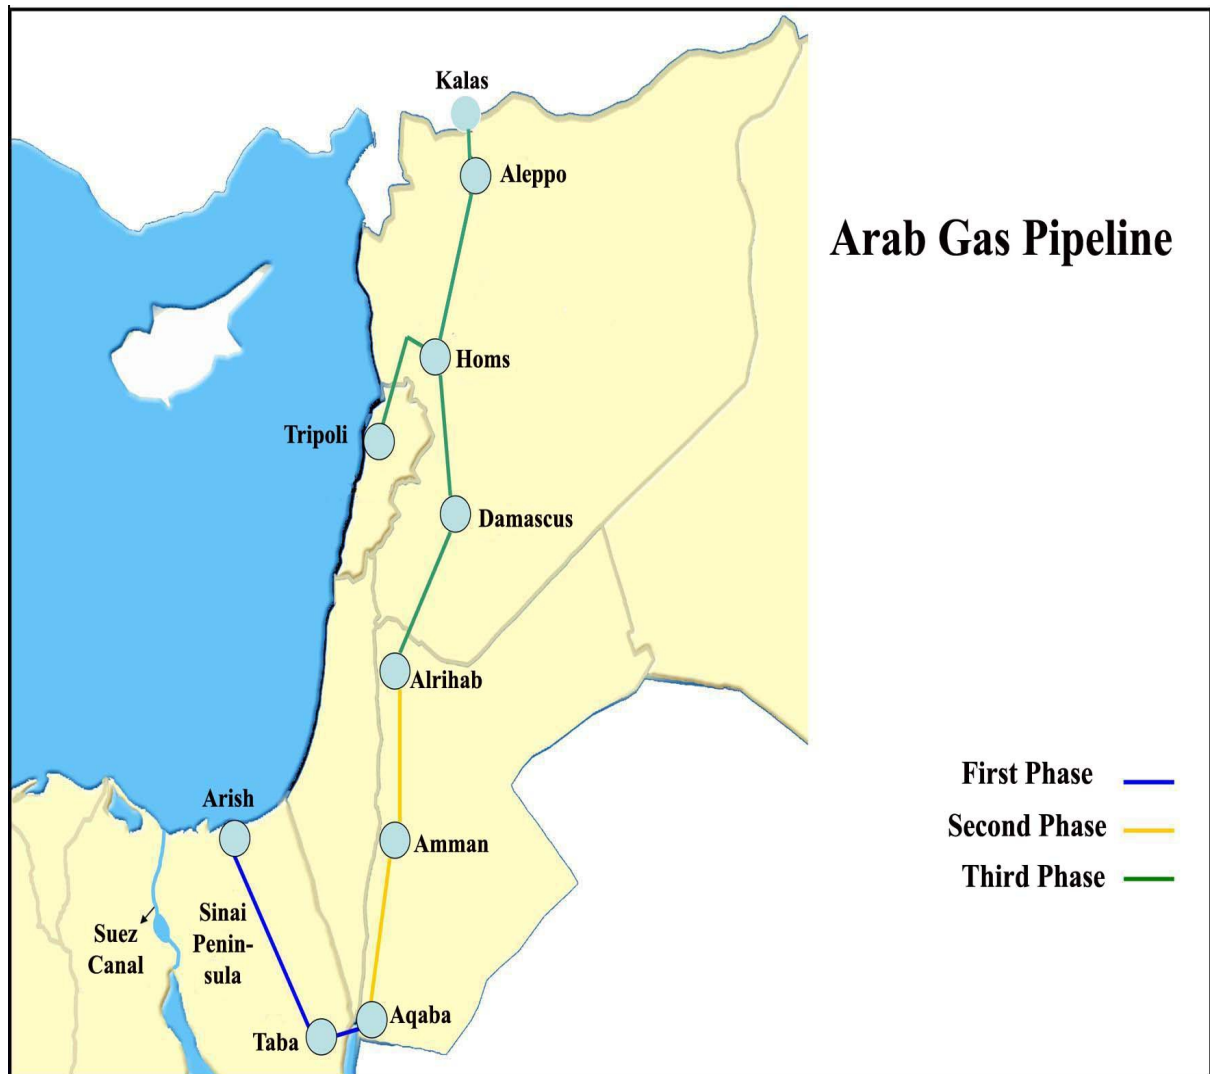 Kalas
Aleppo
Arab Gas Pipeline
Homs
Tripoli
Damascus
Alrihab
First Phase
Arish
Second Phase
Amman
Third Phase
Sinai
Penin-
sula
Suez
Canal
Aqaba
Taba